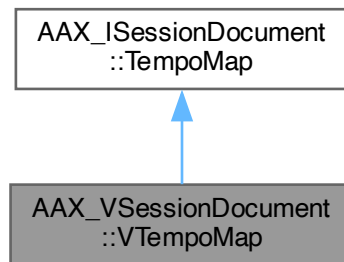 AAX_ISessionDocument
::TempoMap
AAX_VSessionDocument
::VTempoMap